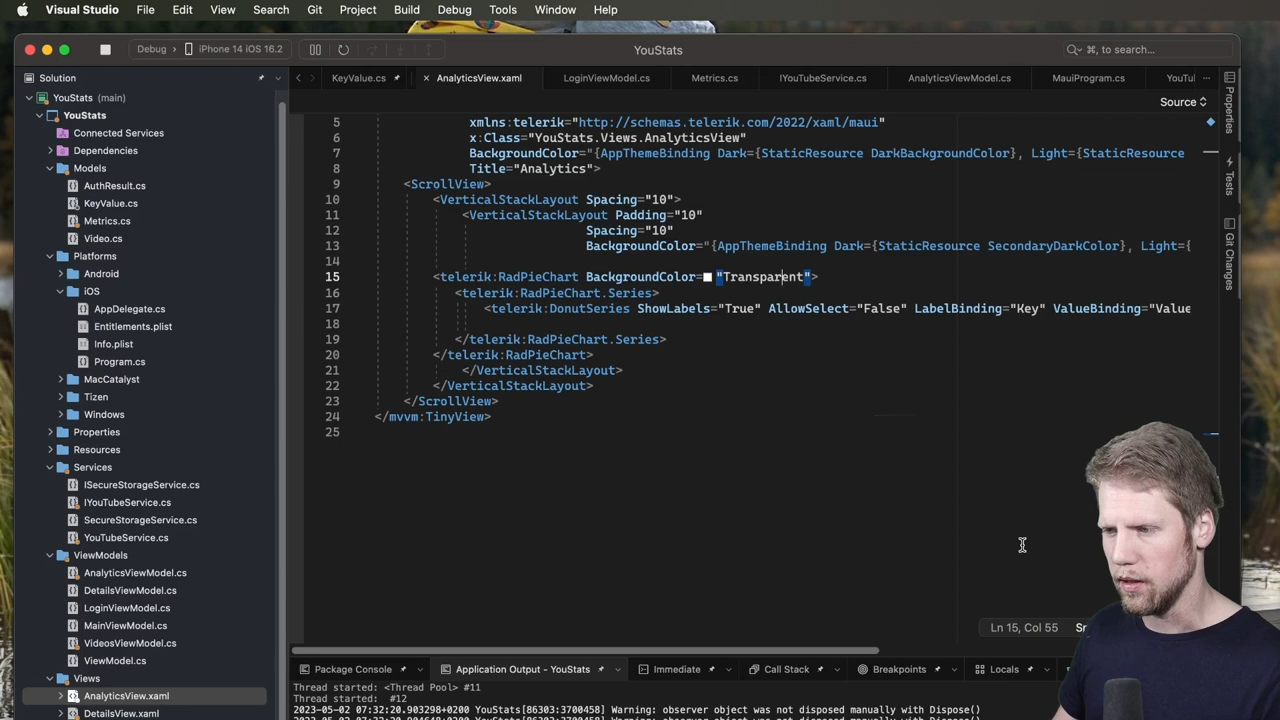 Visual Studio File Edit View Search Git Project Build Debug Tools Window Help
Debug › iPhone 14 iOS 16.2
YouStats
⌘, to search...
Solution
KeyValue.cs
AnalyticsView.xaml
LoginViewModel.cs
Metrics.cs
IYouTubeService.cs
AnalyticsViewModel.cs
MauiProgram.cs
YouTul
Source
YouStats (main)
YouStats
Connected Services
Dependencies
Models
AuthResult.cs
KeyValue.cs
Metrics.cs
Video.cs
Platforms
Android
iOS
AppDelegate.cs
Entitlements.plist
Info.plist
Program.cs
MacCatalyst
Tizen
Windows
Properties
Resources
Services
ISecureStorageService.cs
IYouTubeService.cs
SecureStorageService.cs
YouTubeService.cs
ViewModels
AnalyticsViewModel.cs
DetailsViewModel.cs
LoginViewModel.cs
MainViewModel.cs
VideosViewModel.cs
ViewModel.cs
Views
AnalyticsView.xaml
DetailsView.xaml
5 xmlns:telerik="http://schemas.telerik.com/2022/xaml/maui"
6 x:Class="YouStats.Views.AnalyticsView"
7 BackgroundColor="{AppThemeBinding Dark={StaticResource DarkBackgroundColor}, Light={StaticResource
8 Title="Analytics">
9 <ScrollView>
10 <VerticalStackLayout Spacing="10">
11 <VerticalStackLayout Padding="10"
12 Spacing="10"
13 BackgroundColor="{AppThemeBinding Dark={StaticResource SecondaryDarkColor}, Light={
14
15 <telerik:RadPieChart BackgroundColor="Transparent">
16 <telerik:RadPieChart.Series>
17 <telerik:DonutSeries ShowLabels="True" AllowSelect="False" LabelBinding="Key" ValueBinding="Value
18
19 </telerik:RadPieChart.Series>
20 </telerik:RadPieChart>
21 </VerticalStackLayout>
22 </VerticalStackLayout>
23 </ScrollView>
24 </mvvm:TinyView>
25
Properties
Tests
Git Changes
Ln 15, Col 55
Package Console
Application Output - YouStats
Immediate
Call Stack
Breakpoints
Locals
Thread started: <Thread Pool> #11
Thread started: #12
2023-05-02 07:32:20.903298+0200 YouStats[86303:3700458] Warning: observer object was not disposed manually with Dispose()